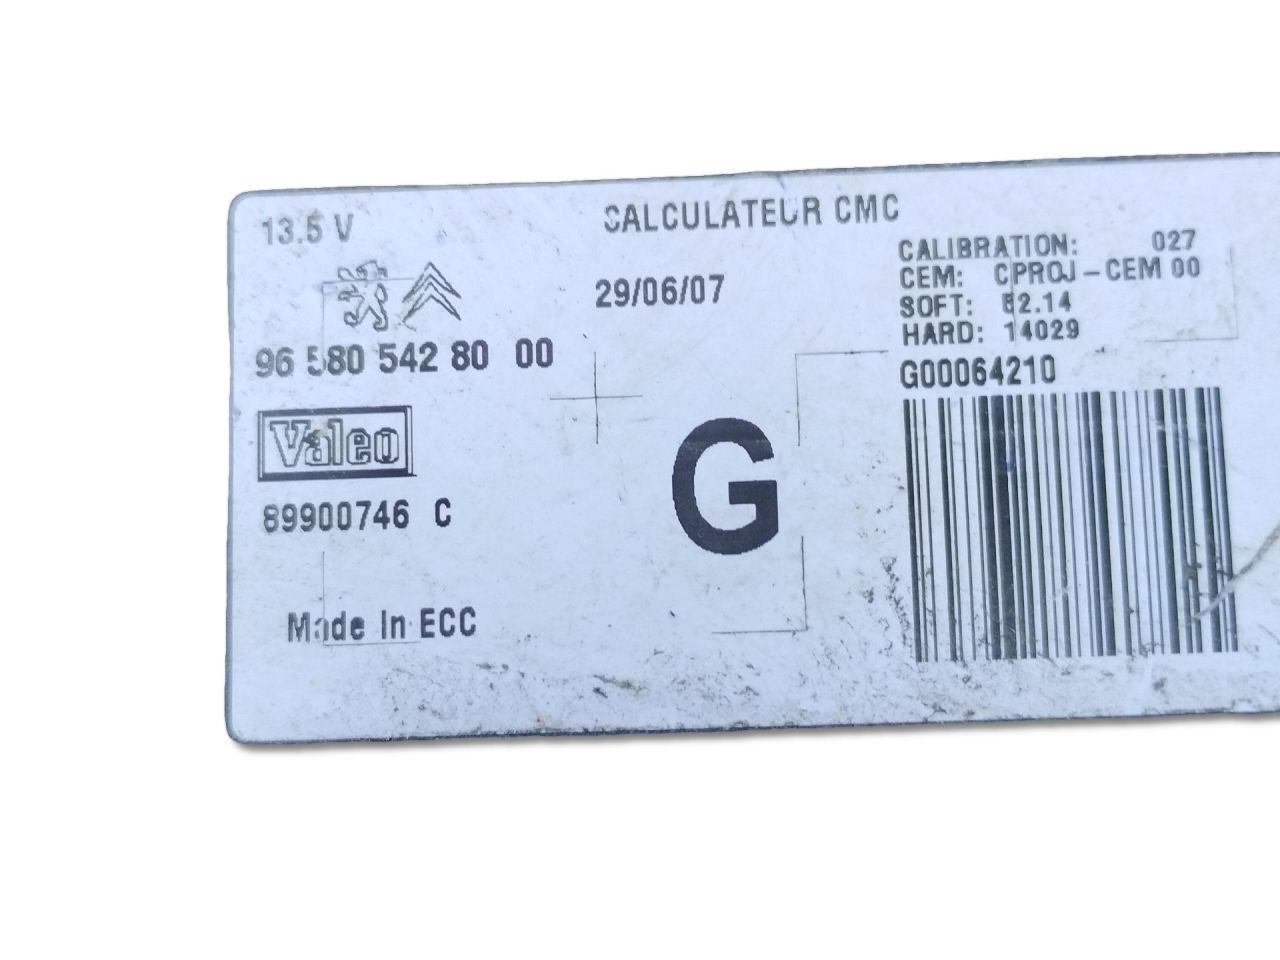 13.5 V
CALCULATEUR CMC
29/06/07
CALIBRATION: 027
CEM: CPROJ-CEM 00
SOFT: 52.14
HARD: 14029
96 580 542 80 00
G00064210
Valeo
G
89900746 C
Made In ECC